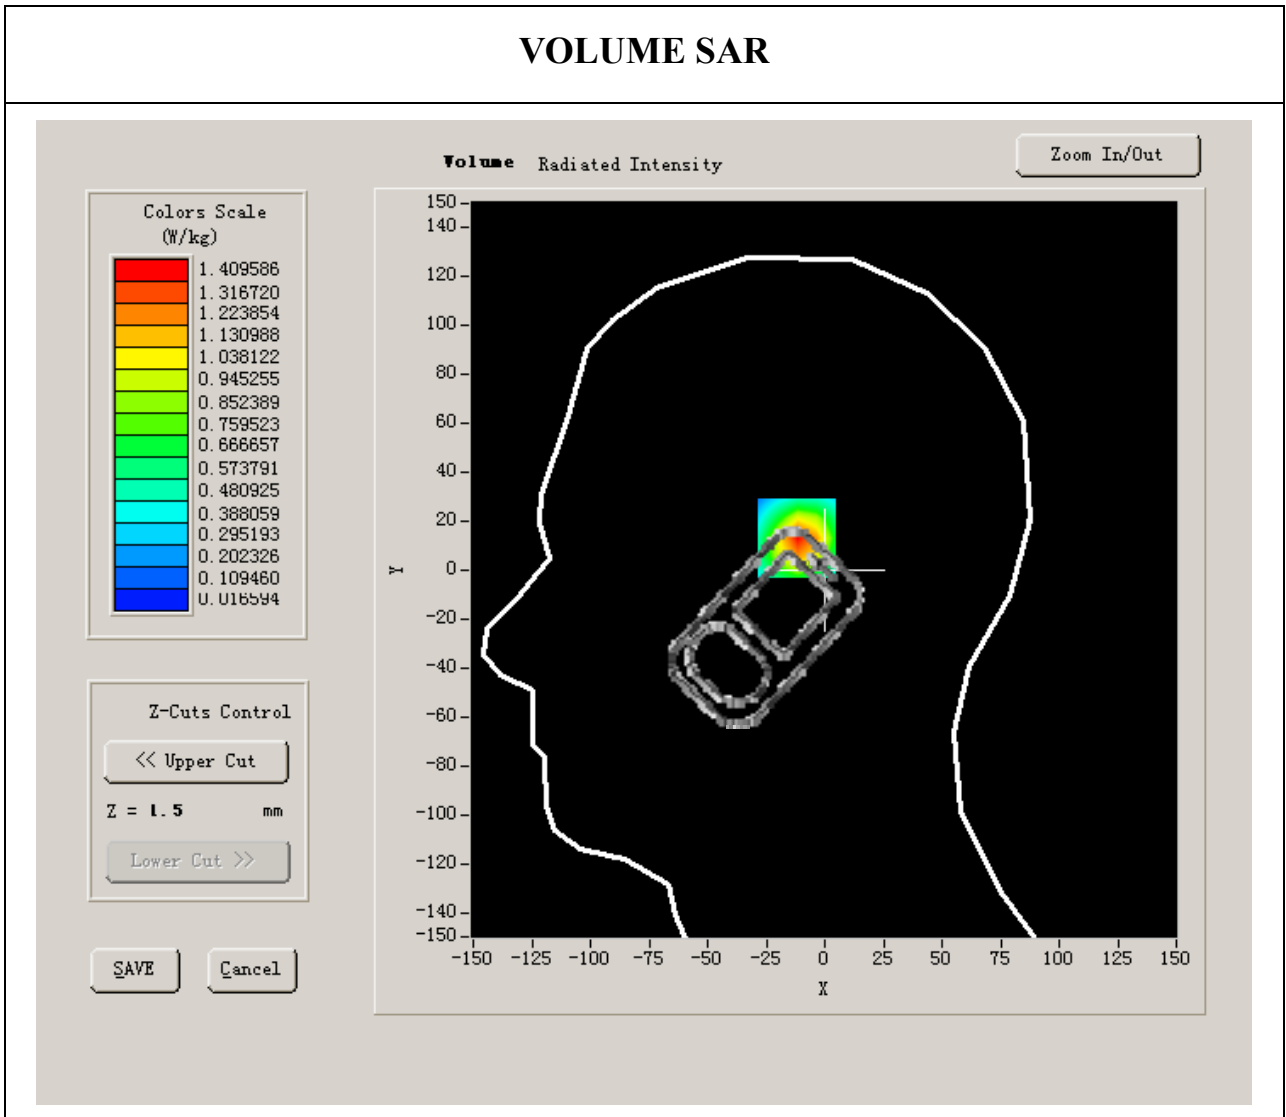 VOLUME SAR
Volume Radiated Intensity
Zoom In/Out
Colors Scale
(W/kg)
1.409586
1.316720
1.223854
1.130988
1.038122
0.945255
0.852389
0.759523
0.666657
0.573791
0.480925
0.388059
0.295193
0.202326
0.109460
0.016594
Z-Cuts Control
<< Upper Cut
Z = 1.5 mm
Lower Cut >>
SAVE Cancel
Y
150
140
120
100
80
60
40
20
0
-20
-40
-60
-80
-100
-120
-140
-150
-150 -125 -100 -75 -50 -25 0 25 50 75 100 125 150
X